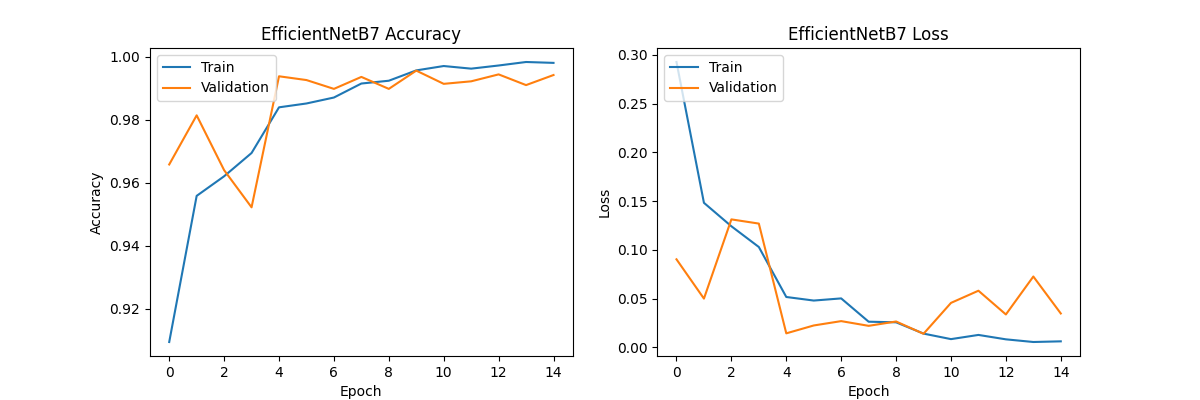 EfficientNetB7 Accuracy
1.00
0.98
0.96
0.94
0.92
Accuracy
Train
Validation
0 2 4 6 8 10 12 14
Epoch
EfficientNetB7 Loss
0.30
0.25
0.20
0.15
0.10
0.05
0.00
Loss
Train
Validation
0 2 4 6 8 10 12 14
Epoch